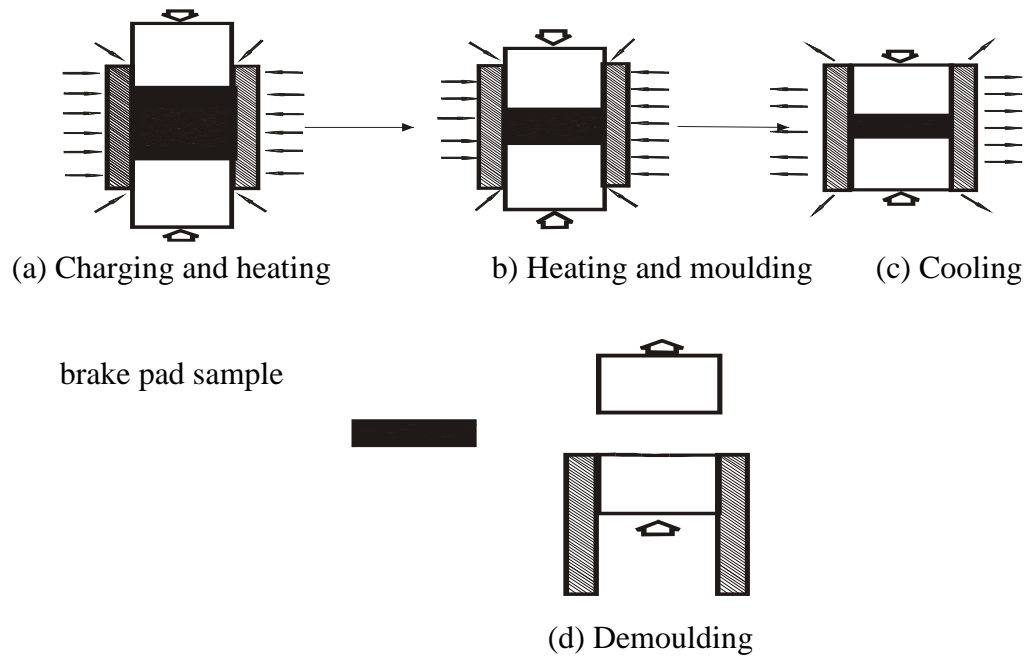 (a) Charging and heating
b) Heating and moulding
(c) Cooling
brake pad sample
(d) Demoulding